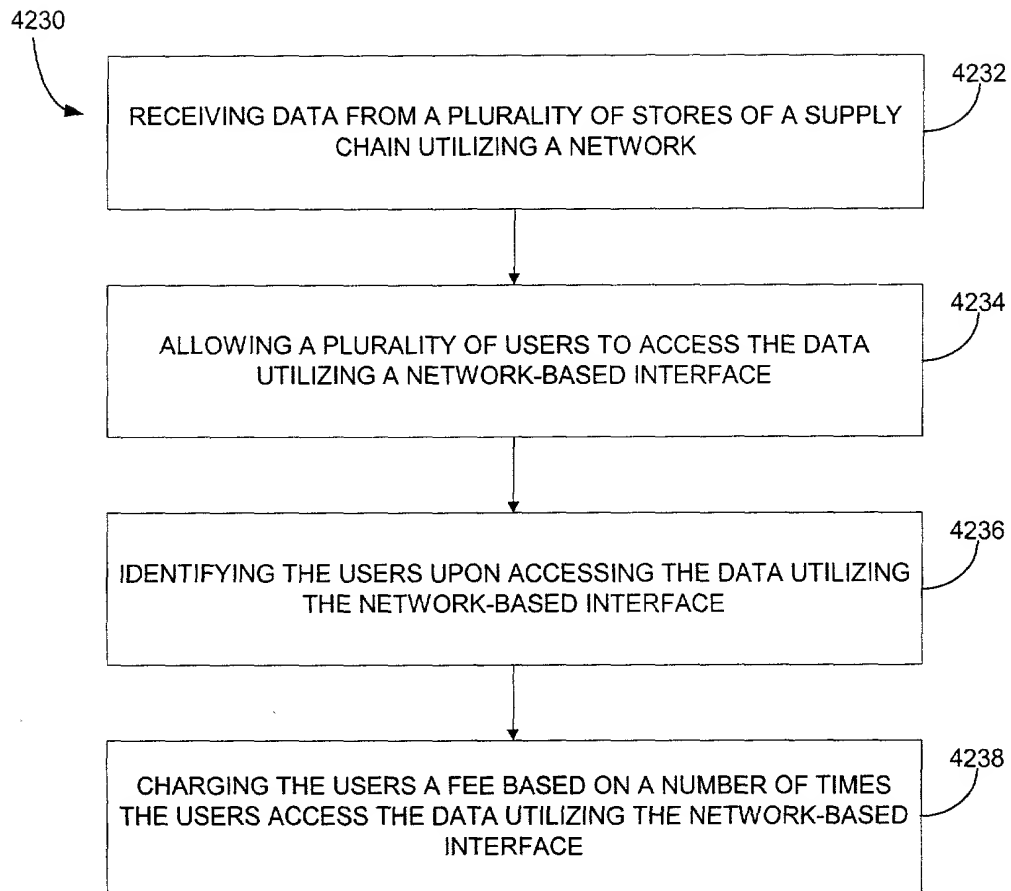 4230
4232
RECEIVING DATA FROM A PLURALITY OF STORES OF A SUPPLY
CHAIN UTILIZING A NETWORK
4234
ALLOWING A PLURALITY OF USERS TO ACCESS THE DATA
UTILIZING A NETWORK-BASED INTERFACE
4236
IDENTIFYING THE USERS UPON ACCESSING THE DATA UTILIZING
THE NETWORK-BASED INTERFACE
4238
CHARGING THE USERS A FEE BASED ON A NUMBER OF TIMES
THE USERS ACCESS THE DATA UTILIZING THE NETWORK-BASED
INTERFACE